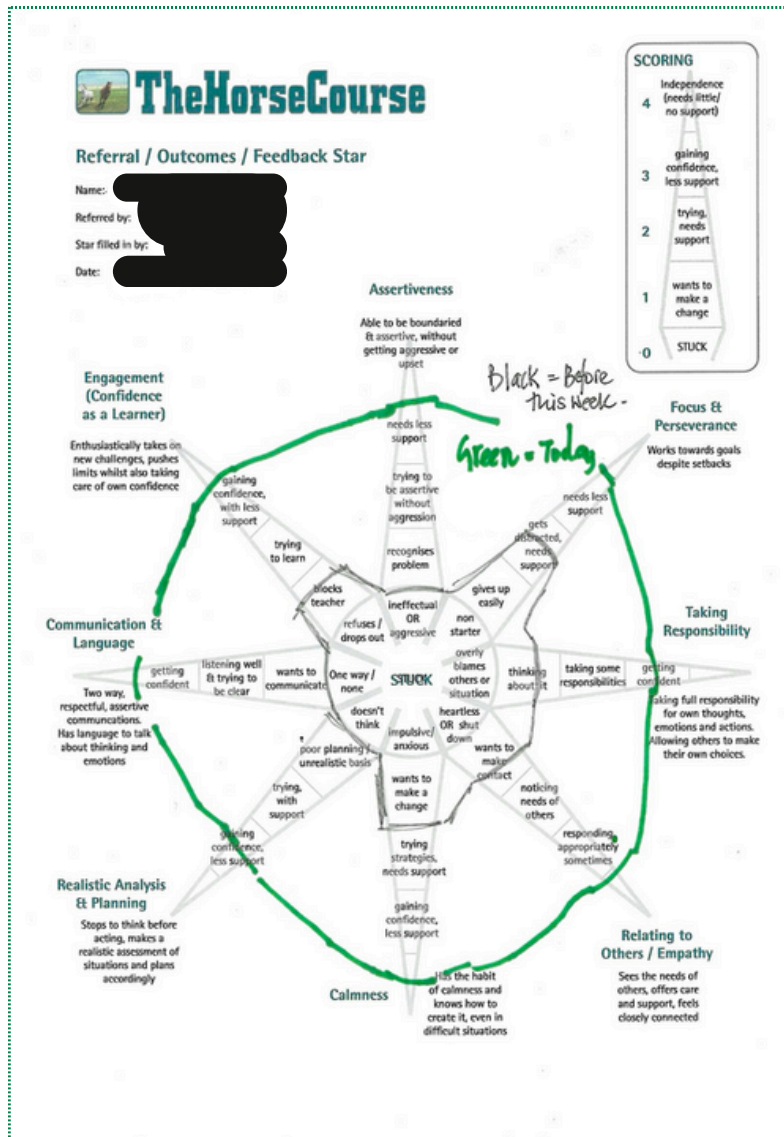 TheHorseCourse
Referral / Outcomes / Feedback Star
Name:
Referred by:
Star filled in by:
Date:
SCORING
4
Independence
(needs little/
no support)
3
gaining
confidence,
less support
2
trying,
needs
support
1
wants to
make a
change
0
STUCK
Assertiveness
Able to be boundaried
& assertive, without
getting aggressive or
upset
Black = Before
this week.
Green = Today
Engagement
(Confidence
as a Learner)
Enthusiastically takes on
new challenges, pushes
limits whilst also taking
care of own confidence
Focus &
Perseverance
Works towards goals
despite setbacks
needs less
support
trying to
be assertive
without
aggression
recognises
problem
ineffectual
OR
aggressive
gaining
confidence,
with less
support
trying
to learn
blocks
teacher
refuses /
drops out
needs less
support
gets
distracted,
needs
support
gives up
easily
non
starter
Communication &
Language
Two way,
respectful, assertive
communcations.
Has language to talk
about thinking and
emotions
getting
confident
listening well
& trying to
be clear
wants to
communicate
One way /
none
STUCK
overly
blames
others or
situation
thinking
about it
taking some
responsibilities
getting
confident
Taking
Responsibility
Taking full responsibility
for own thoughts,
emotions and actions.
Allowing others to make
their own choices.
doesn't
think
poor planning /
unrealistic basis
trying,
with
support
gaining
confidence,
less support
impulsive/
anxious
wants to
make a
change
trying
strategies,
needs support
gaining
confidence,
less support
heartless
OR shut
down
wants to
make
contact
noticing
needs of
others
responding
appropriately
sometimes
Realistic Analysis
& Planning
Stops to think before
acting, makes a
realistic assessment of
situations and plans
accordingly
Calmness
Has the habit
of calmness and
knows how to
create it, even in
difficult situations
Relating to
Others / Empathy
Sees the needs of
others, offers care
and support, feels
closely connected